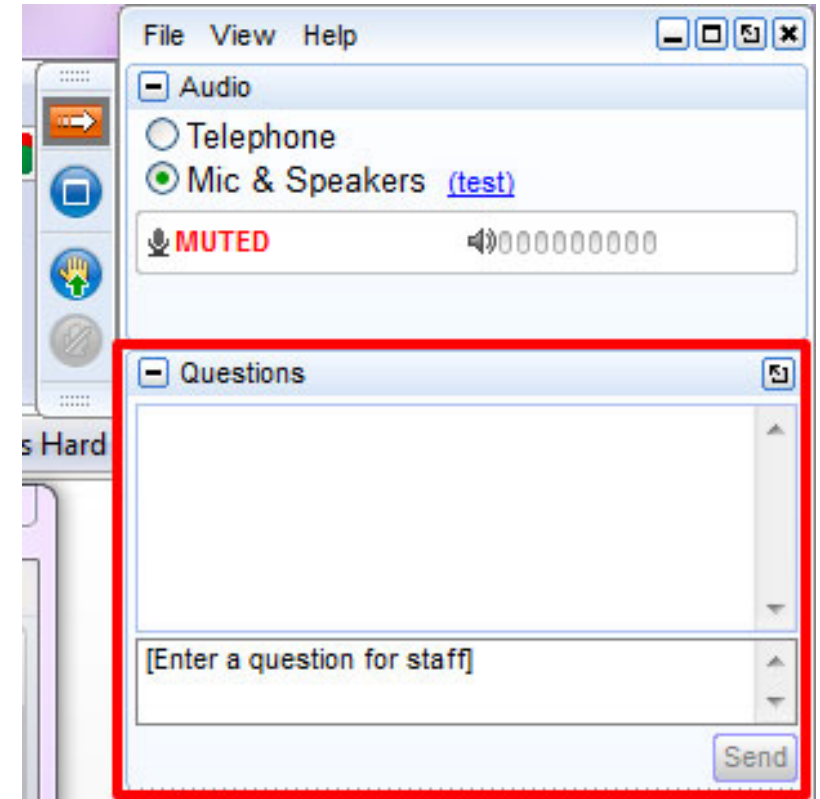 File View Help
Audio
Telephone
Mic & Speakers (test)
MUTED
Questions
s Hard
[Enter a question for staff]
Send